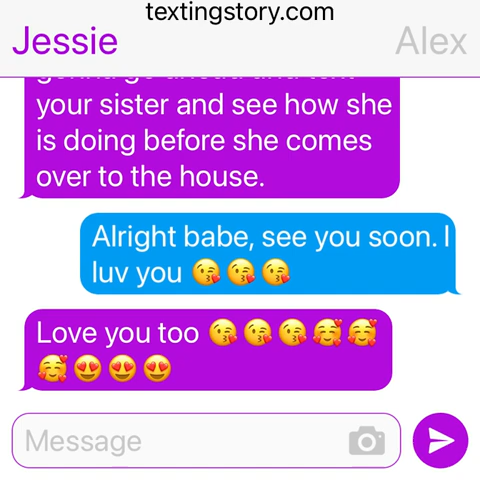 textingstory.com
Jessie Alex
your sister and see how she
is doing before she comes
over to the house.
Alright babe, see you soon. I
luv you 😘😘😘
Love you too 😘😘😘🥰🥰
🥰😍😍😍
Message